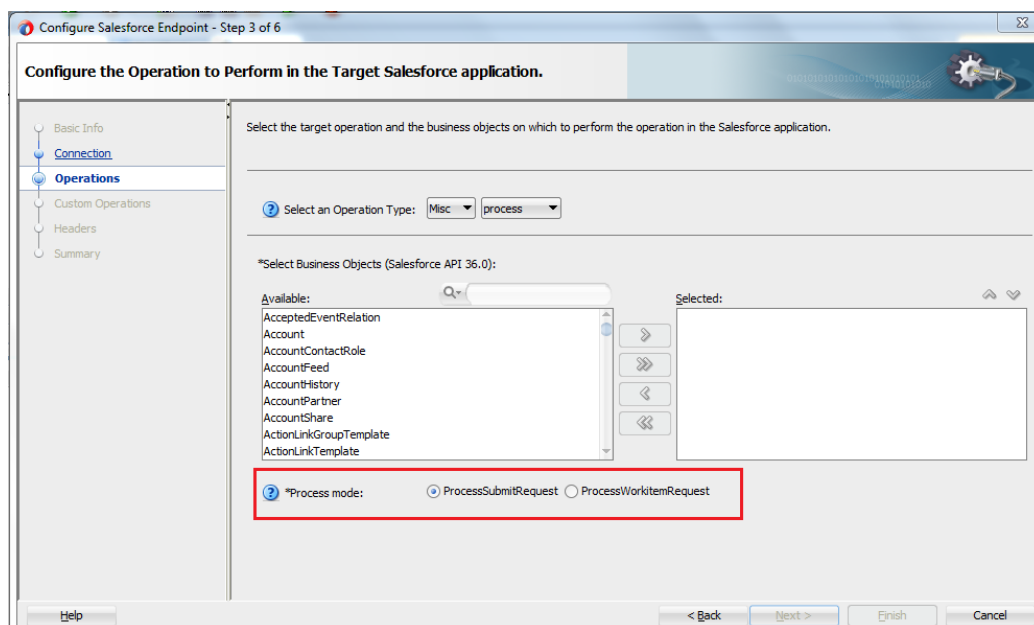 Configure Salesforce Endpoint - Step 3 of 6
Configure the Operation to Perform in the Target Salesforce application.
Basic Info
Connection
Operations
Custom Operations
Headers
Summary
Select the target operation and the business objects on which to perform the operation in the Salesforce application.
Select an Operation Type: Misc process
*Select Business Objects (Salesforce API 36.0):
Available:
AcceptedEventRelation
Account
AccountContactRole
AccountFeed
AccountHistory
AccountPartner
AccountShare
ActionLinkGroupTemplate
ActionLinkTemplate
Selected:
*Process mode: ProcessSubmitRequest ProcessWorkitemRequest
Help < Back Next > Finish Cancel